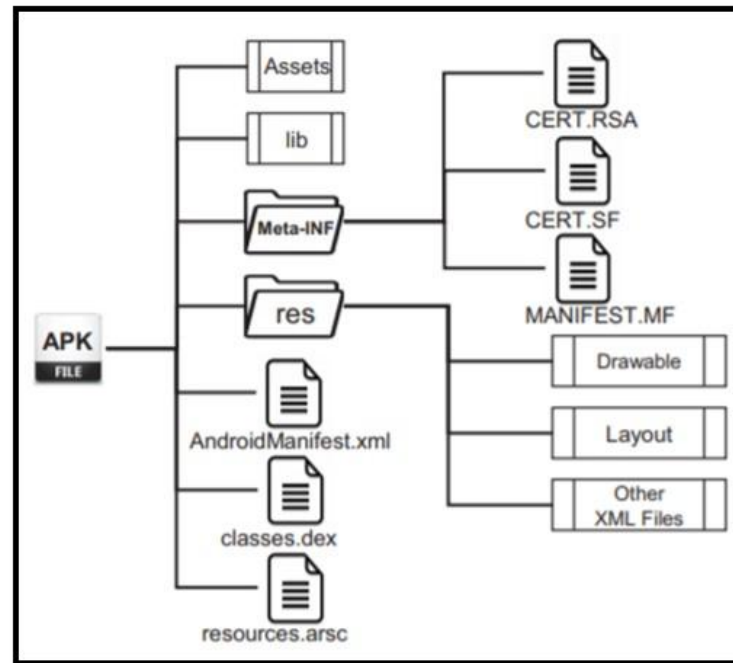 Assets
lib
Meta-INF
res
APK
FILE
AndroidManifest.xml
classes.dex
resources.arsc
CERT.RSA
CERT.SF
MANIFEST.MF
Drawable
Layout
Other
XML Files